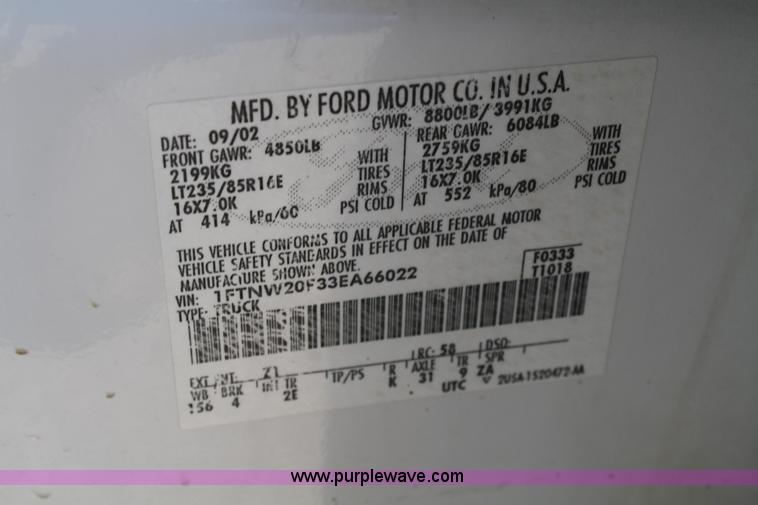 MFD. BY FORD MOTOR CO. IN U.S.A.
DATE: 09/02 GVWR: 8800LB/3991KG
FRONT GAWR: 4850LB REAR GAWR: 6084LB
2199KG WITH 2759KG WITH
LT235/85R16E TIRES LT235/85R16E TIRES
16X7.0K RIMS 16X7.0K RIMS
AT 414 kPa/60 PSI COLD AT 552 kPa/80 PSI COLD
THIS VEHICLE CONFORMS TO ALL APPLICABLE FEDERAL MOTOR
VEHICLE SAFETY STANDARDS IN EFFECT ON THE DATE OF
MANUFACTURE SHOWN ABOVE.
VIN: 1FTNW20F33EA66022 F0333
TYPE: TRUCK T1018
LRC: 58 DSO:
EXT PNT: Z1
WB BRK INT TR TP/PS R AXLE TR SPR
156 4 2E K 31 9 ZA
UTC 2USA-1520472-AA
www.purplewave.com